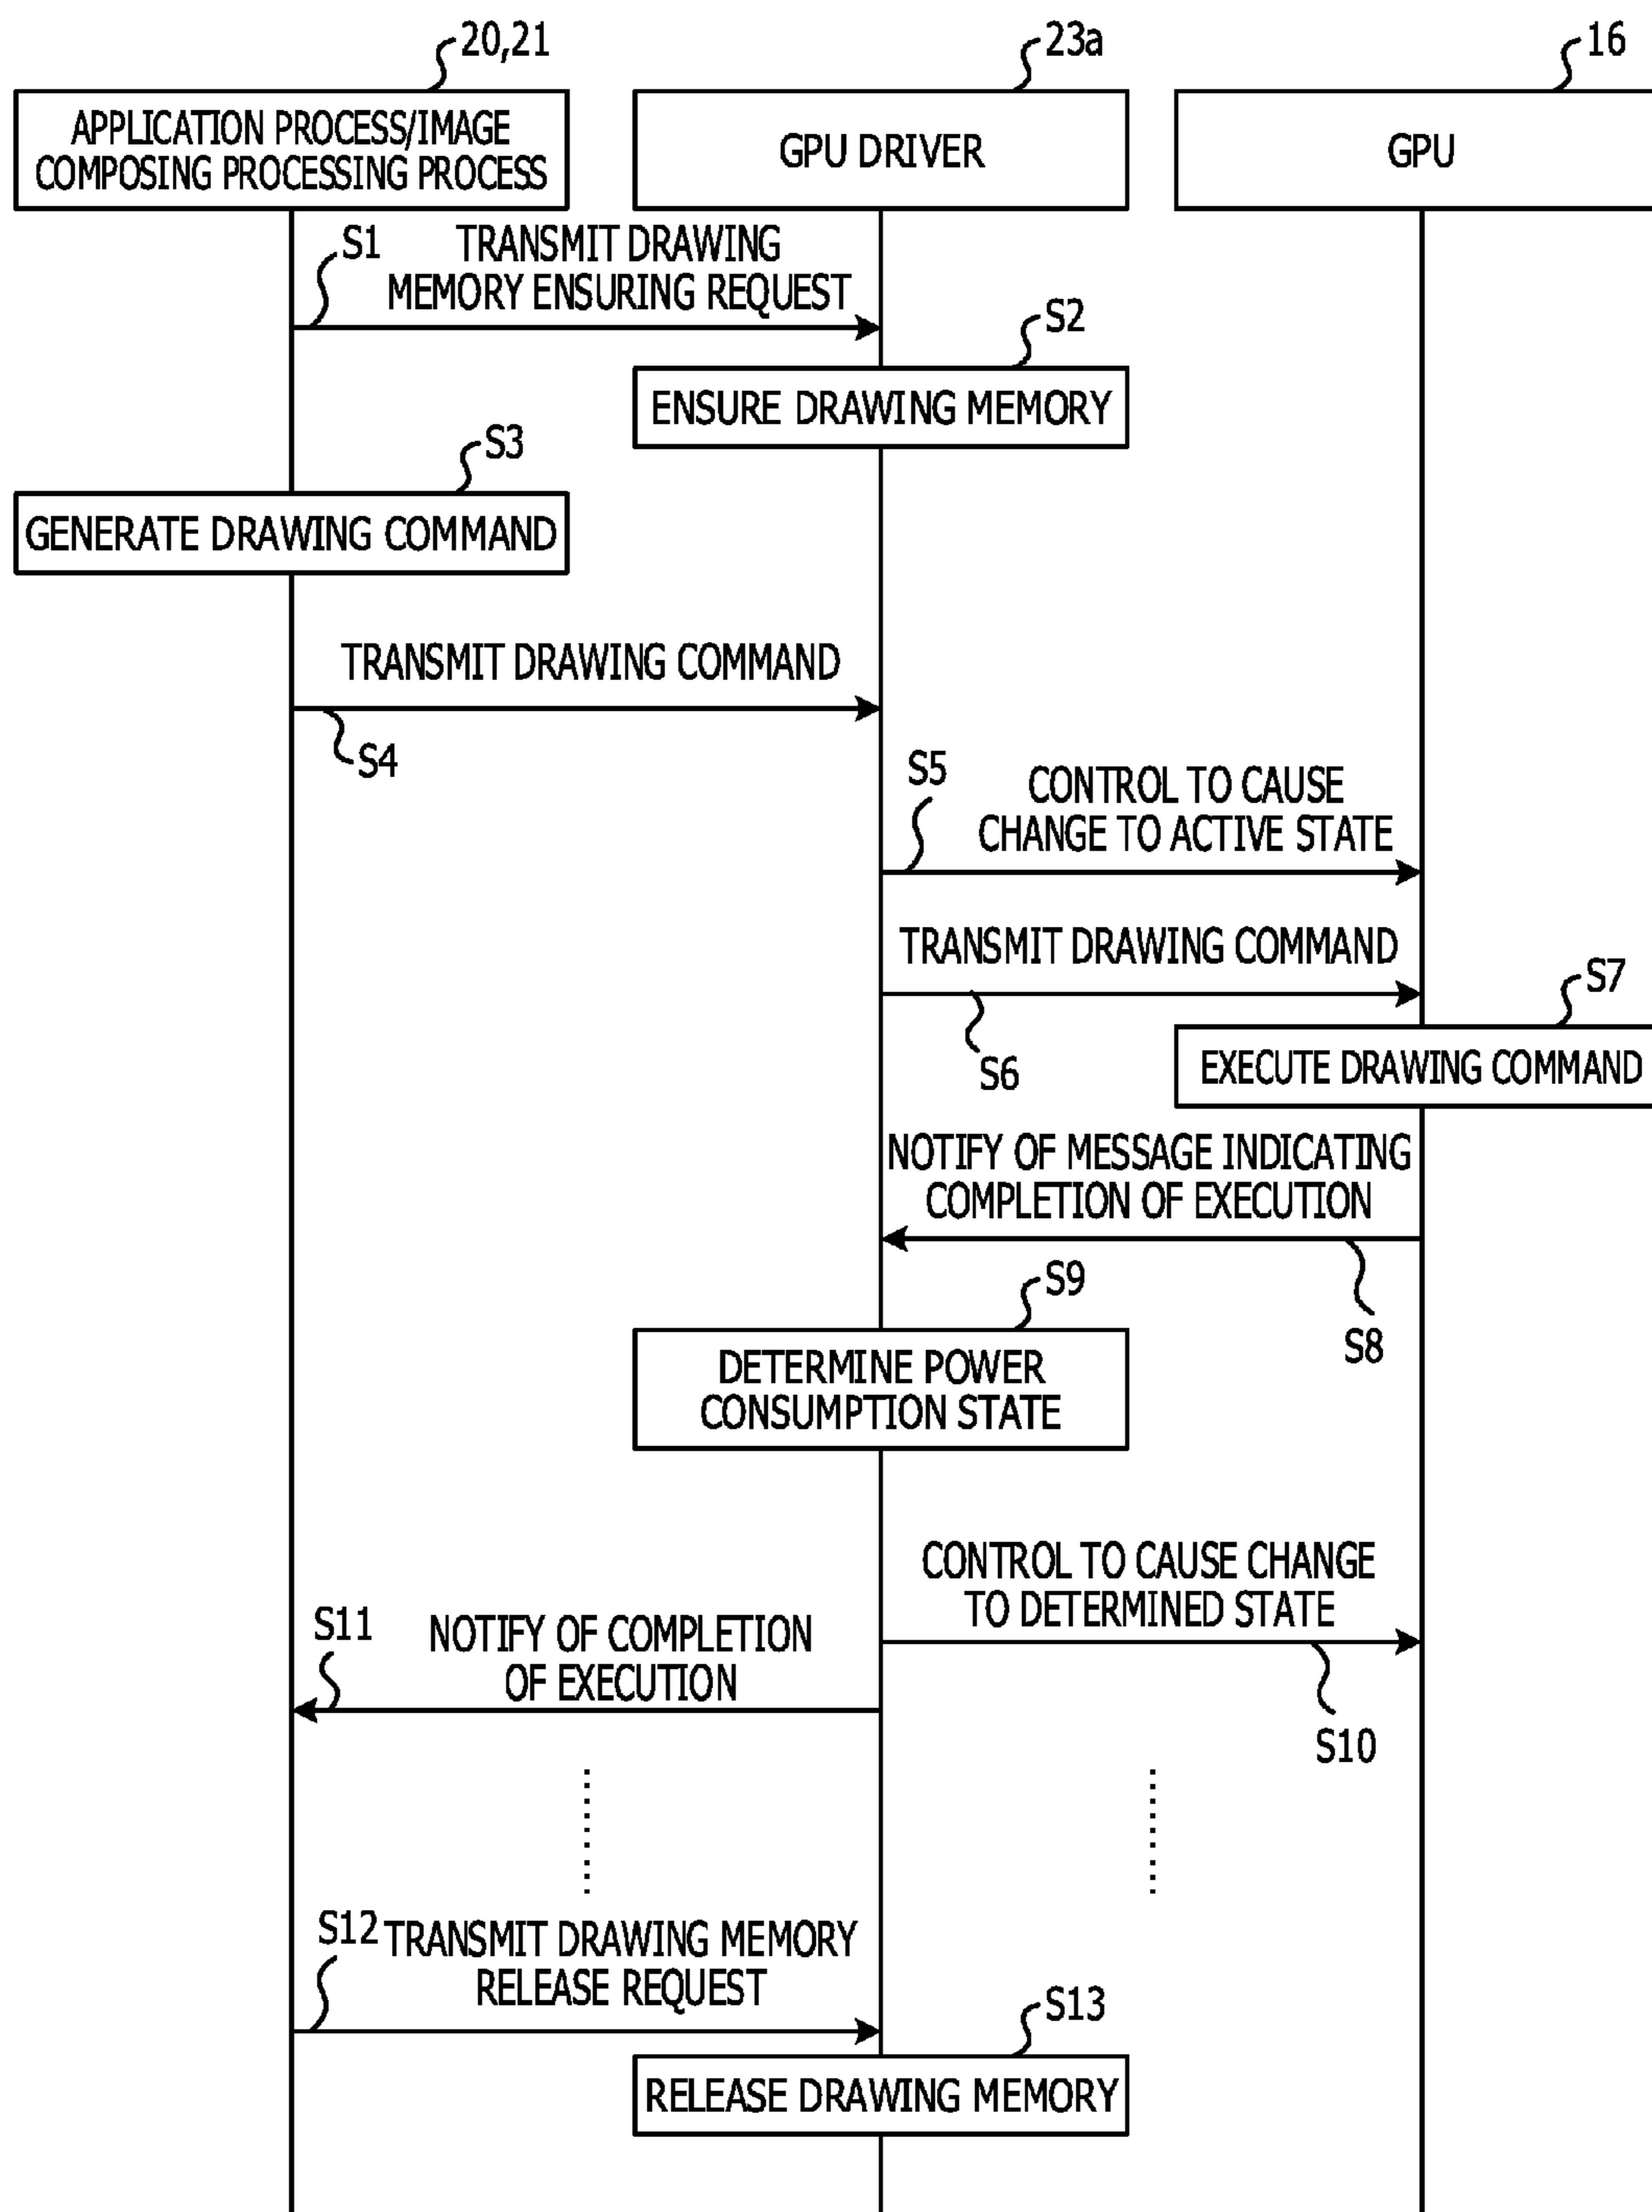 20,21
23a
16
APPLICATION PROCESS/IMAGE
COMPOSING PROCESSING PROCESS
GPU DRIVER
GPU
S1
TRANSMIT DRAWING
MEMORY ENSURING REQUEST
S2
ENSURE DRAWING MEMORY
S3
GENERATE DRAWING COMMAND
TRANSMIT DRAWING COMMAND
S4
S5
CONTROL TO CAUSE
CHANGE TO ACTIVE STATE
TRANSMIT DRAWING COMMAND
S6
S7
EXECUTE DRAWING COMMAND
NOTIFY OF MESSAGE INDICATING
COMPLETION OF EXECUTION
S8
S9
DETERMINE POWER
CONSUMPTION STATE
CONTROL TO CAUSE CHANGE
TO DETERMINED STATE
S10
S11
NOTIFY OF COMPLETION
OF EXECUTION
S12
TRANSMIT DRAWING MEMORY
RELEASE REQUEST
S13
RELEASE DRAWING MEMORY